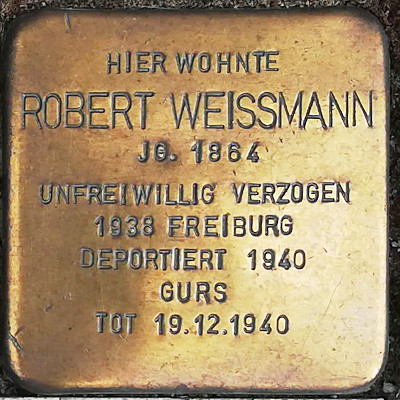 HIER WOHNTE
ROBERT WEISSMANN
JG. 1864
UNFREIWILLIG VERZOGEN
1938 FREIBURG
DEPORTIERT 1940
GURS
TOT 19.12.1940